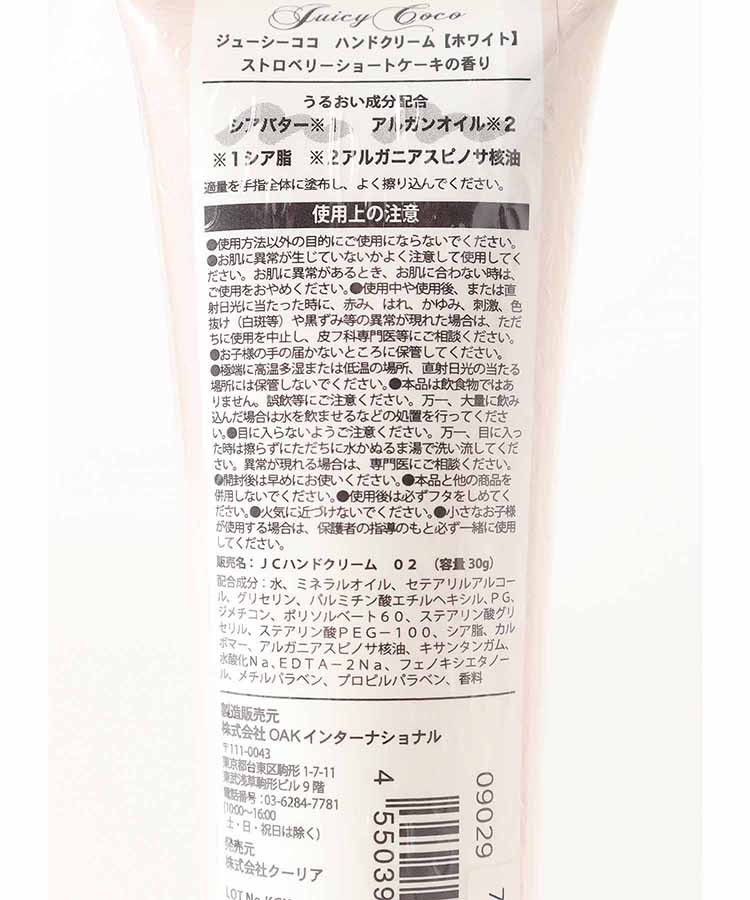 Juicy Coco
ジューシーココ　ハンドクリーム【ホワイト】
ストロベリーショートケーキの香り
うるおい成分配合
シアバター※1　アルガンオイル※2
※1シア脂　※2アルガニアスピノサ核油
適量を手指全体に塗布し、よく擦り込んでください。
使用上の注意
●使用方法以外の目的にご使用にならないでください。
●お肌に異常が生じていないかよく注意して使用してく
ださい。お肌に異常があるとき、お肌に合わない時は、
ご使用をおやめください。●使用中や使用後、または直
射日光に当たった時に、赤み、はれ、かゆみ、刺激、色
抜け（白斑等）や黒ずみ等の異常が現れた場合は、ただ
ちに使用を中止し、皮フ科専門医等にご相談ください。
●お子様の手の届かないところに保管してください。
●極端に高温多湿または低温の場所、直射日光の当たる
場所には保管しないでください。●本品は飲食物ではあ
りません。誤飲等にご注意ください。万一、大量に飲み
込んだ場合は水を飲ませるなどの処置を行ってくださ
い。●目に入らないようご注意ください。万一、目に入っ
た時は擦らずにただちに水かぬるま湯で洗い流してくだ
さい。異常が現れる場合は、専門医にご相談ください。
●開封後は早めにお使いください。●本品と他の商品を
併用しないでください。●使用後は必ずフタをしめてく
ださい。●火気に近づけないでください。●小さなお子様
が使用する場合は、保護者の指導のもと必ず一緒に使用
してください。
販売名：ＪＣハンドクリーム　０２　（容量30g）
配合成分：水、ミネラルオイル、セテアリルアルコー
ル、グリセリン、パルミチン酸エチルヘキシル、PG、
ジメチコン、ポリソルベート６０、ステアリン酸グリ
セリル、ステアリン酸ＰＥＧ－１００、シア脂、カル
ボマー、アルガニアスピノサ核油、キサンタンガム、
水酸化Ｎａ、ＥＤＴＡ－２Ｎａ、フェノキシエタノー
ル、メチルパラベン、プロピルパラベン、香料
製造販売元
株式会社 OAK インターナショナル
〒111-0043
東京都台東区駒形 1-7-11
東武浅草駒形ビル 9 階
電話番号：03-6284-7781
(10:00〜16:00
土・日・祝日は除く)
発売元
株式会社クーリア
LOT No.
4 55039
09029
7